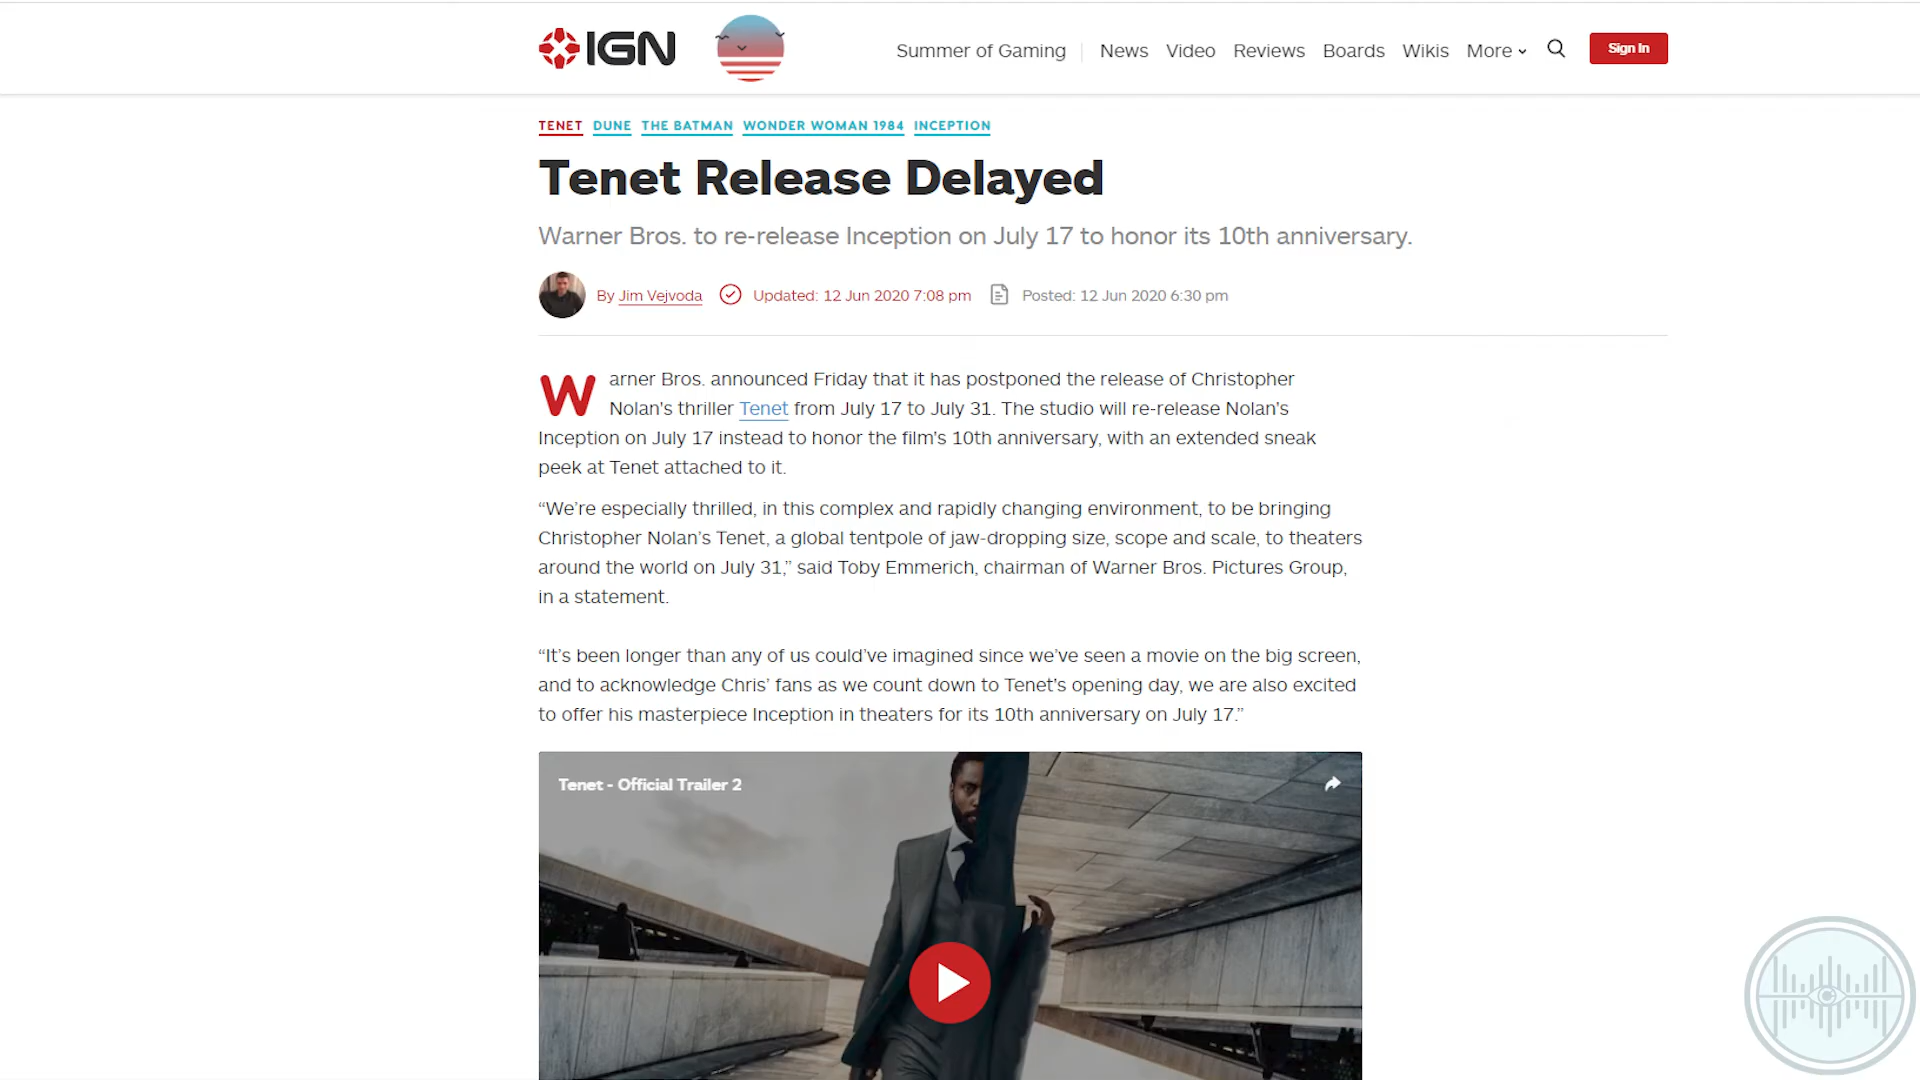 IGN
Summer of Gaming News Video Reviews Boards Wikis More Sign In
TENET DUNE THE BATMAN WONDER WOMAN 1984 INCEPTION
Tenet Release Delayed
Warner Bros. to re-release Inception on July 17 to honor its 10th anniversary.
By Jim Vejvoda Updated: 12 Jun 2020 7:08 pm Posted: 12 Jun 2020 6:30 pm
Warner Bros. announced Friday that it has postponed the release of Christopher
Nolan's thriller Tenet from July 17 to July 31. The studio will re-release Nolan's
Inception on July 17 instead to honor the film's 10th anniversary, with an extended sneak
peek at Tenet attached to it.
“We’re especially thrilled, in this complex and rapidly changing environment, to be bringing
Christopher Nolan’s Tenet, a global tentpole of jaw-dropping size, scope and scale, to theaters
around the world on July 31,” said Toby Emmerich, chairman of Warner Bros. Pictures Group,
in a statement.
“It’s been longer than any of us could’ve imagined since we’ve seen a movie on the big screen,
and to acknowledge Chris’ fans as we count down to Tenet’s opening day, we are also excited
to offer his masterpiece Inception in theaters for its 10th anniversary on July 17.”
Tenet - Official Trailer 2